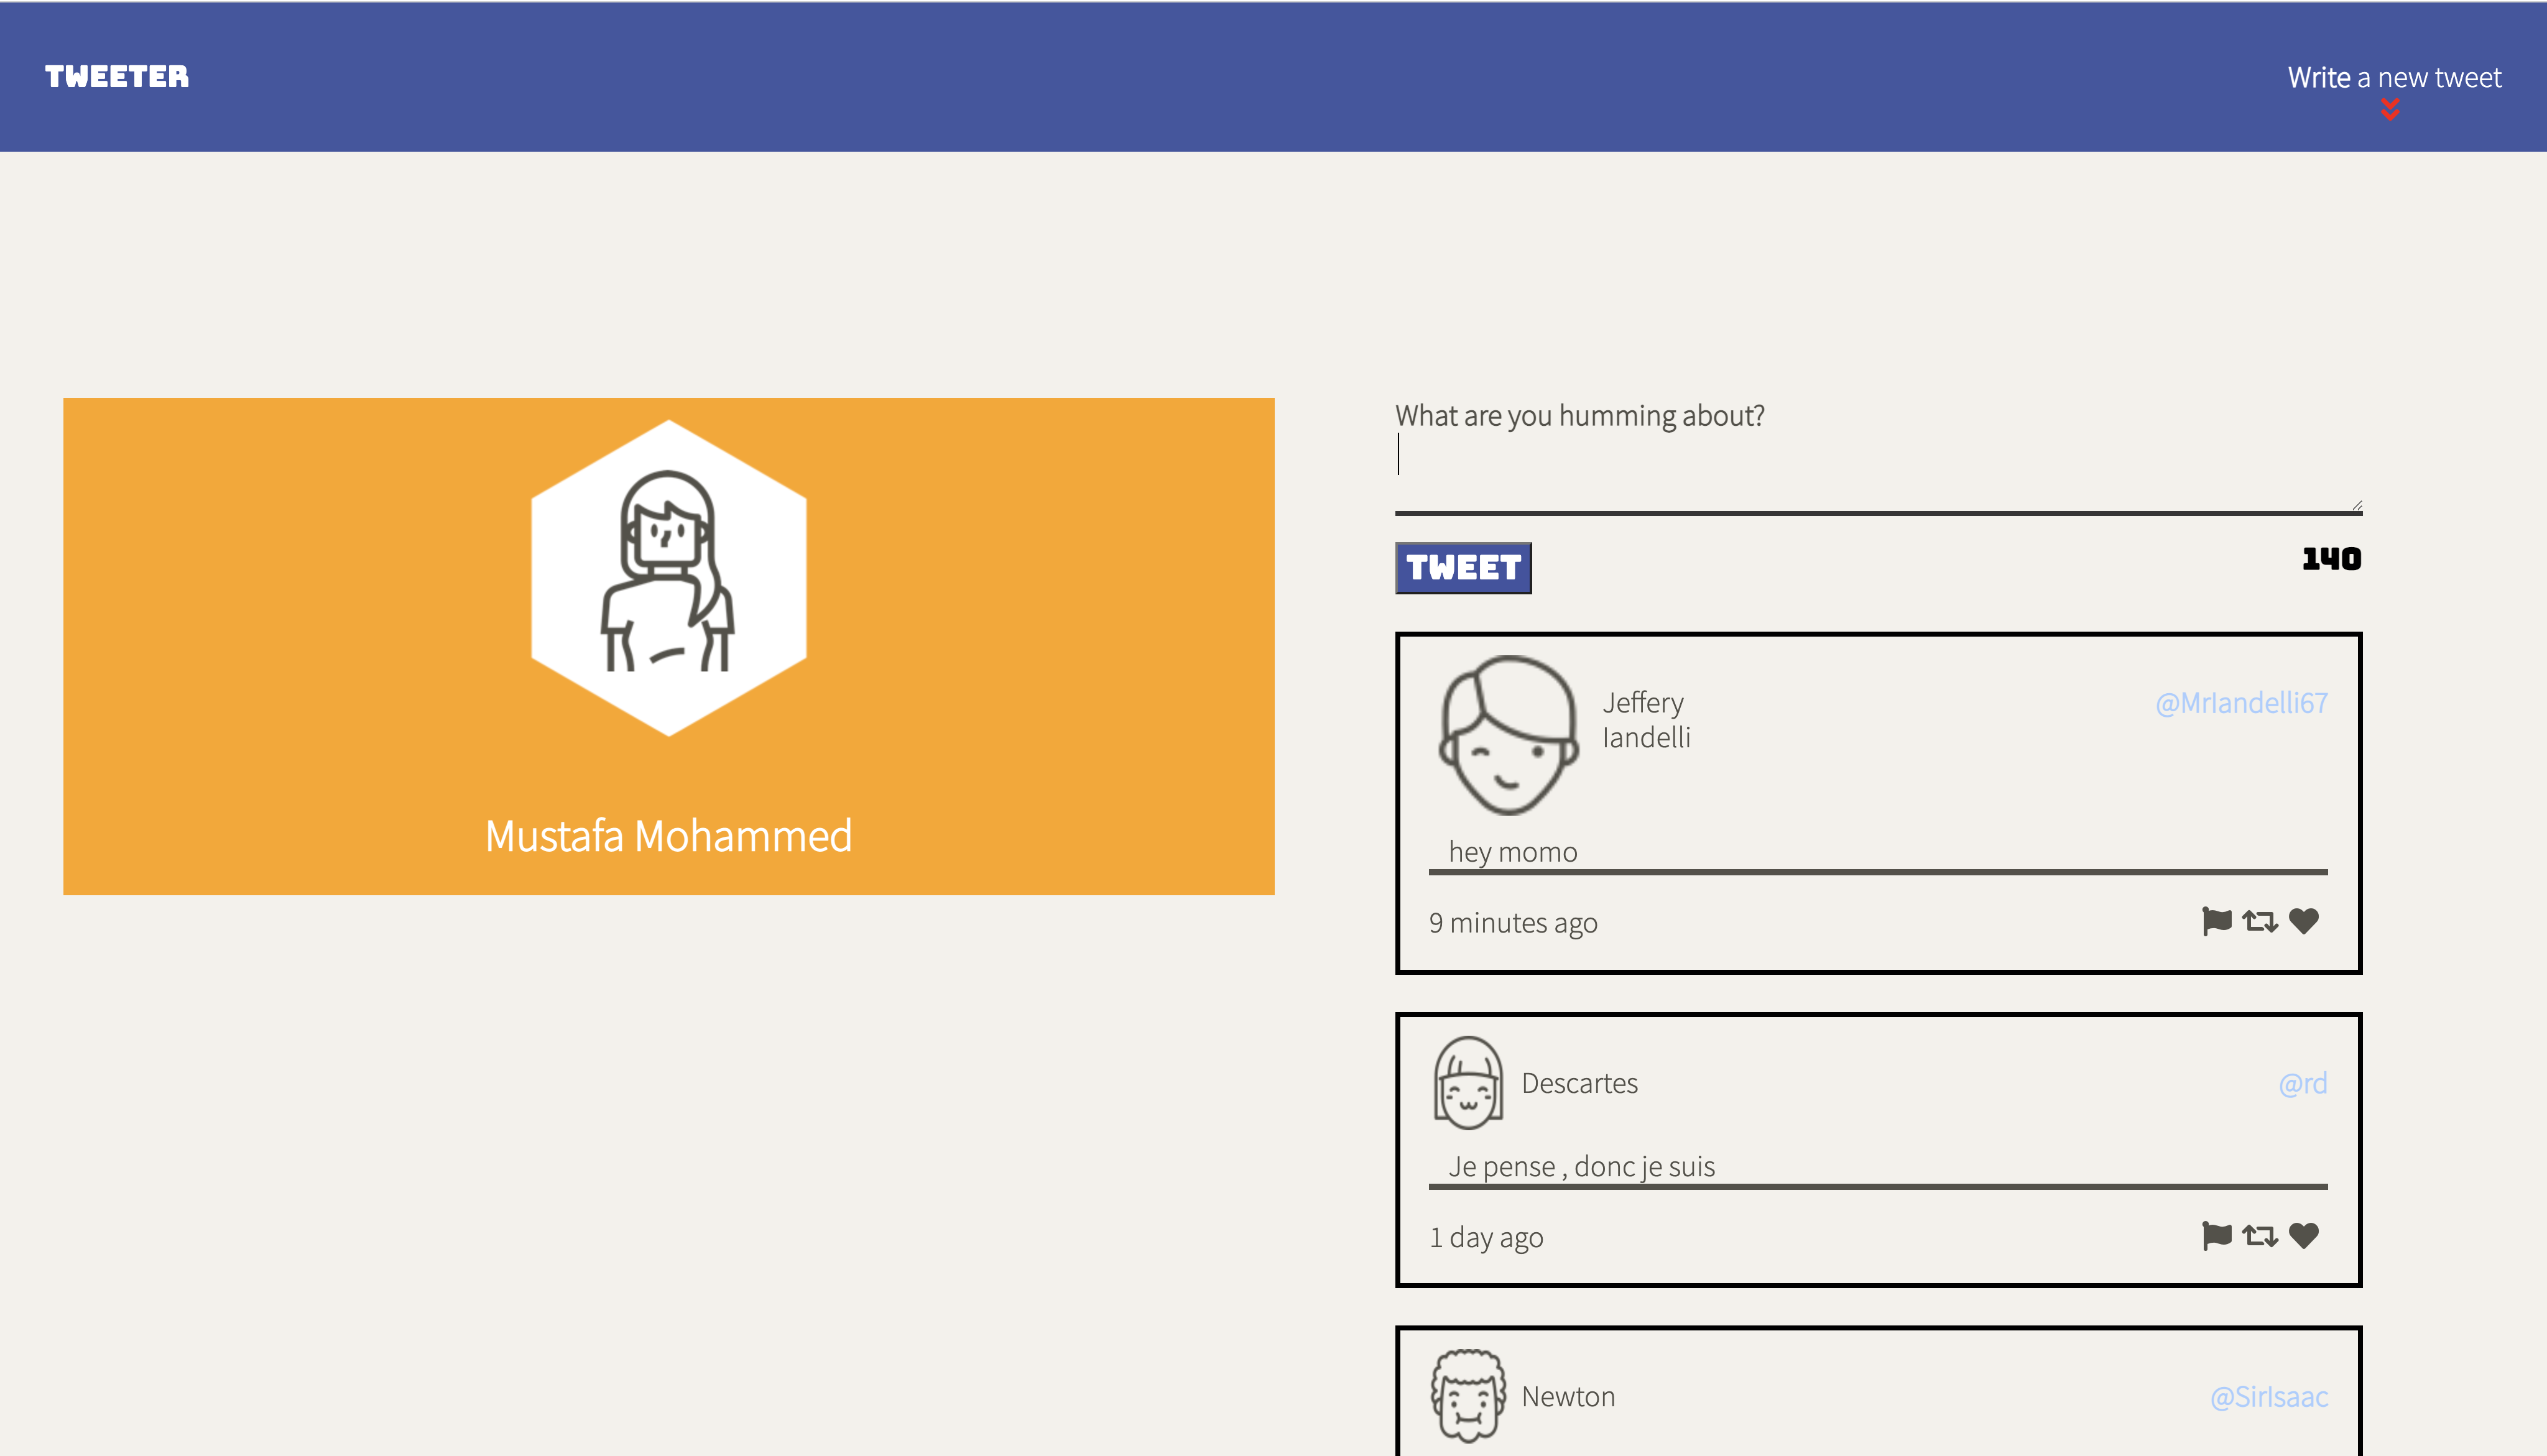 TWEETER
Write a new tweet
Mustafa Mohammed
What are you humming about?
TWEET
140
Jeffery
Iandelli
@MrIandelli67
hey momo
9 minutes ago
Descartes
@rd
Je pense , donc je suis
1 day ago
Newton
@SirIsaac